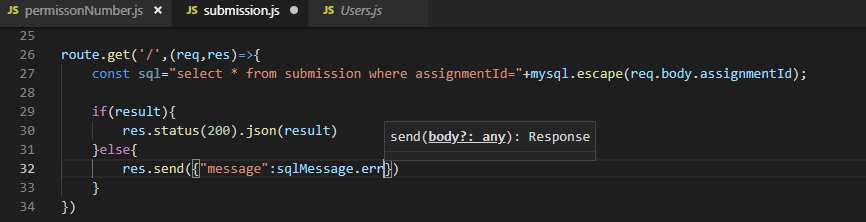 JS permissonNumber.js × JS submission.js ● JS Users.js
25
26 route.get('/',(req,res)=>{
27 const sql="select * from submission where assignmentId="+mysql.escape(req.body.assignmentId);
28
29 if(result){
30 res.status(200).json(result)
send(body?: any): Response
31 }else{
32 res.send({"message":sqlMessage.err})
33 }
34 })